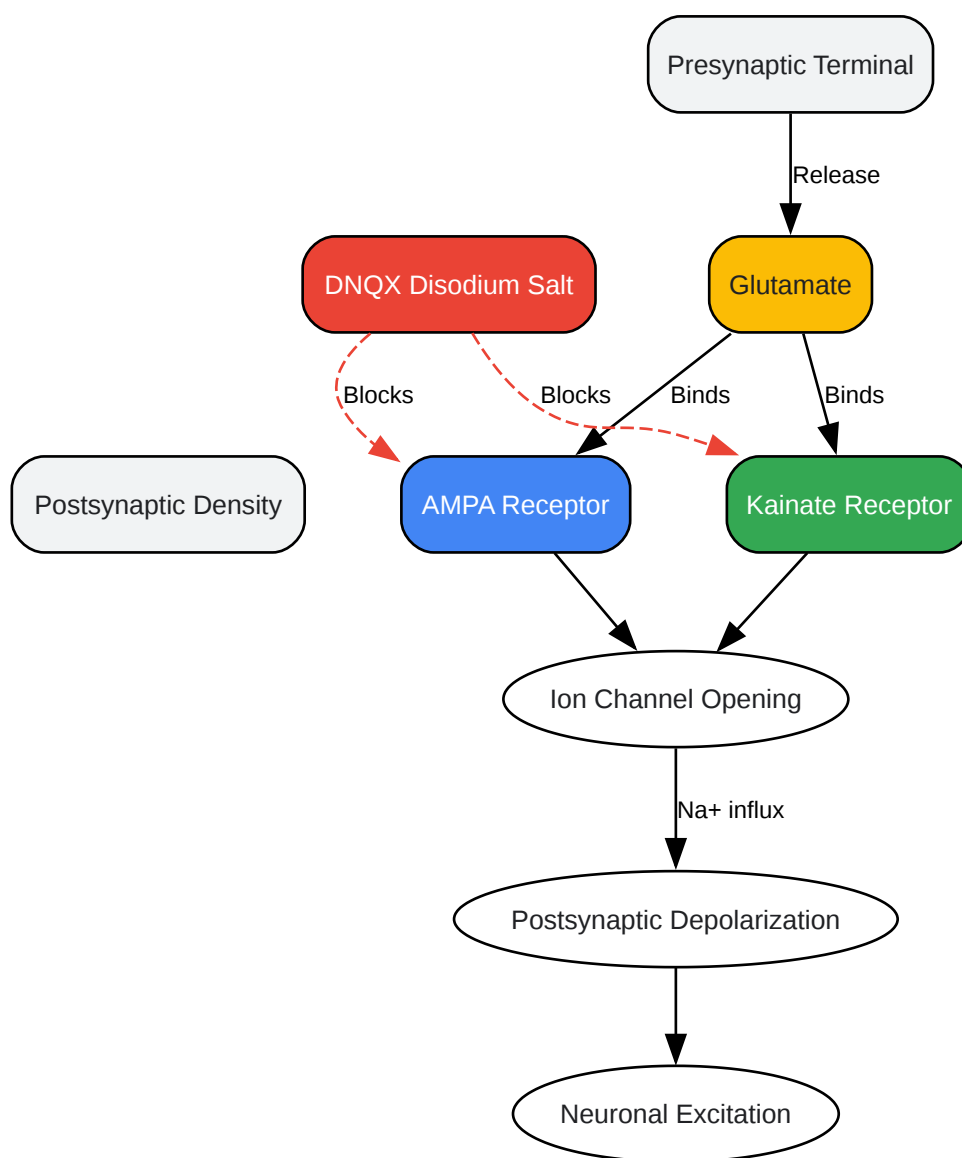 Presynaptic Terminal
Release
DNQX Disodium Salt
Glutamate
Blocks
Blocks
Binds
Binds
Postsynaptic Density
AMPA Receptor
Kainate Receptor
Ion Channel Opening
Na+ influx
Postsynaptic Depolarization
Neuronal Excitation